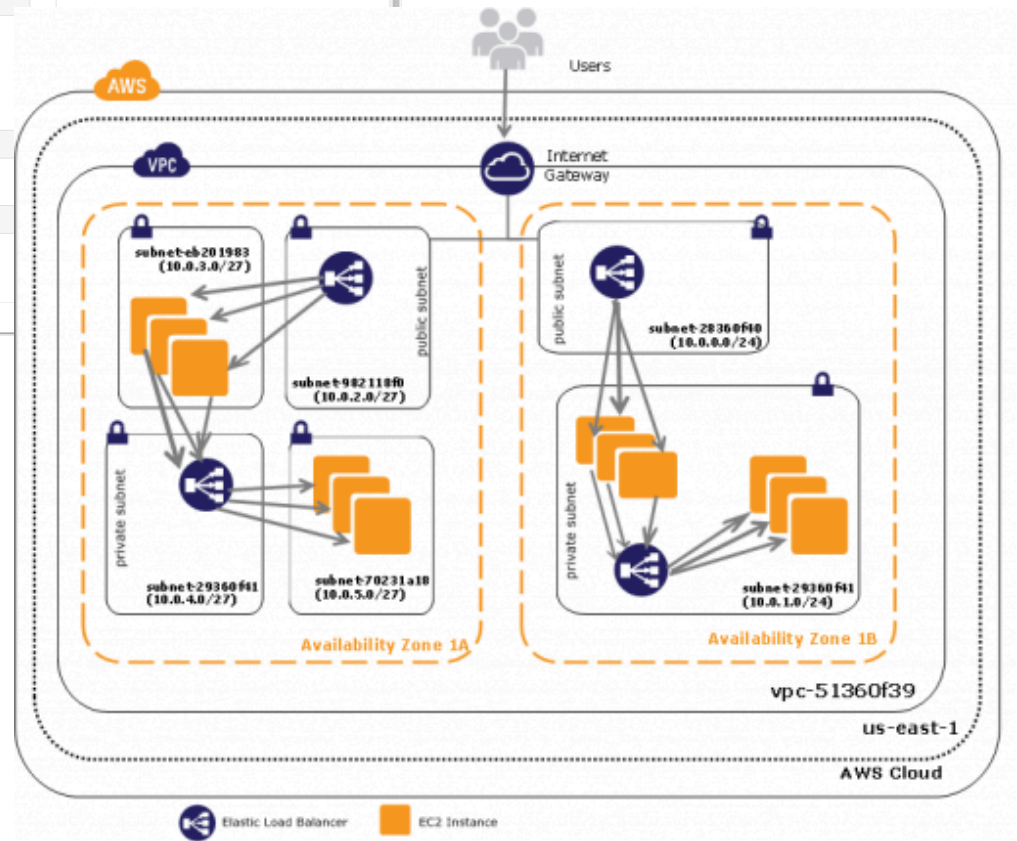 Users
AWS
Internet
Gateway
VPC
subnet-eb201983
(10.0.3.0/27)
public subnet
subnet-982118f0
(10.0.2.0/27)
public subnet
subnet-28360f40
(10.0.0.0/24)
private subnet
subnet-29360f41
(10.0.4.0/27)
subnet-70231a18
(10.0.5.0/27)
private subnet
subnet-29360f41
(10.0.1.0/24)
Availability Zone 1A
Availability Zone 1B
vpc-51360f39
us-east-1
AWS Cloud
Elastic Load Balancer
EC2 Instance